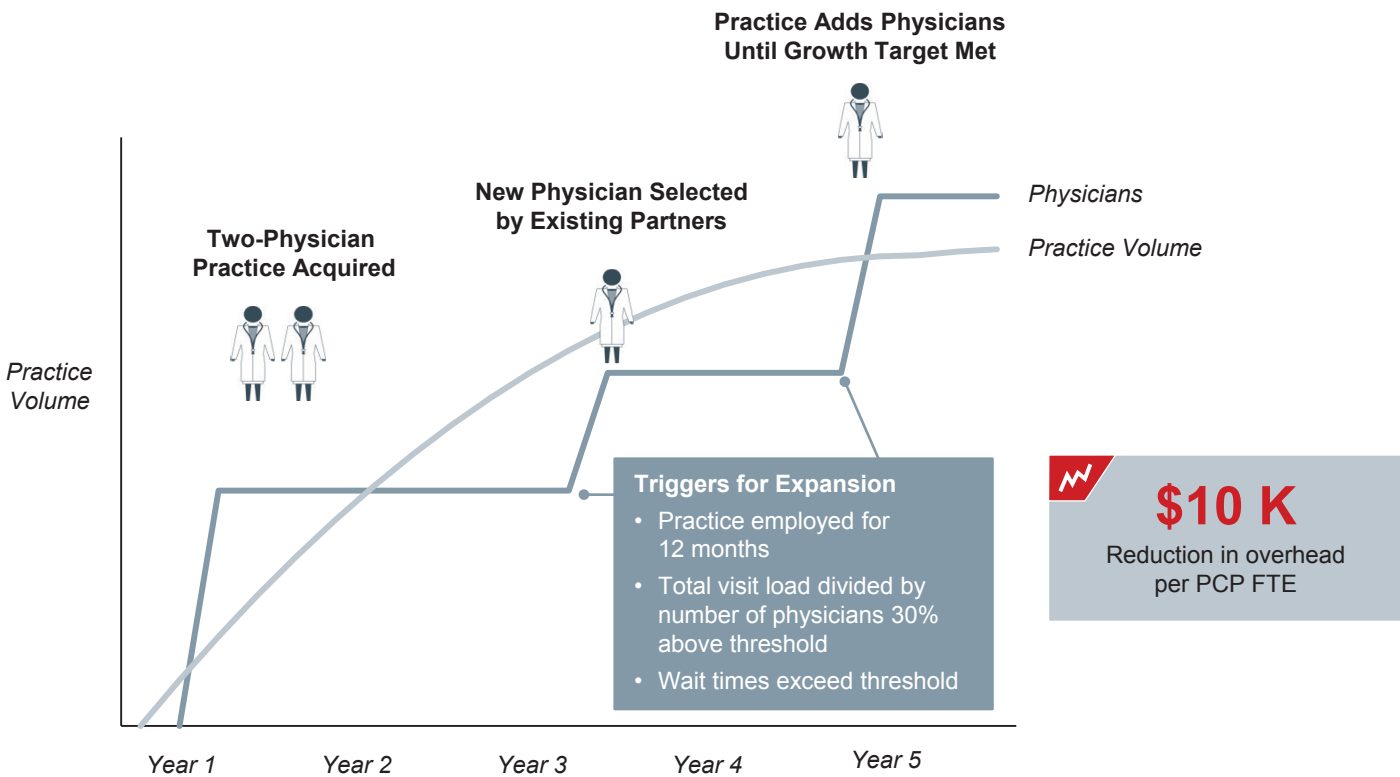 Practice Adds Physicians
Until Growth Target Met
New Physician Selected
by Existing Partners
Two-Physician
Practice Acquired
Physicians
Practice Volume
Practice
Volume
Triggers for Expansion
• Practice employed for
12 months
• Total visit load divided by
number of physicians 30%
above threshold
• Wait times exceed threshold
$10 K
Reduction in overhead
per PCP FTE
Year 1
Year 2
Year 3
Year 4
Year 5